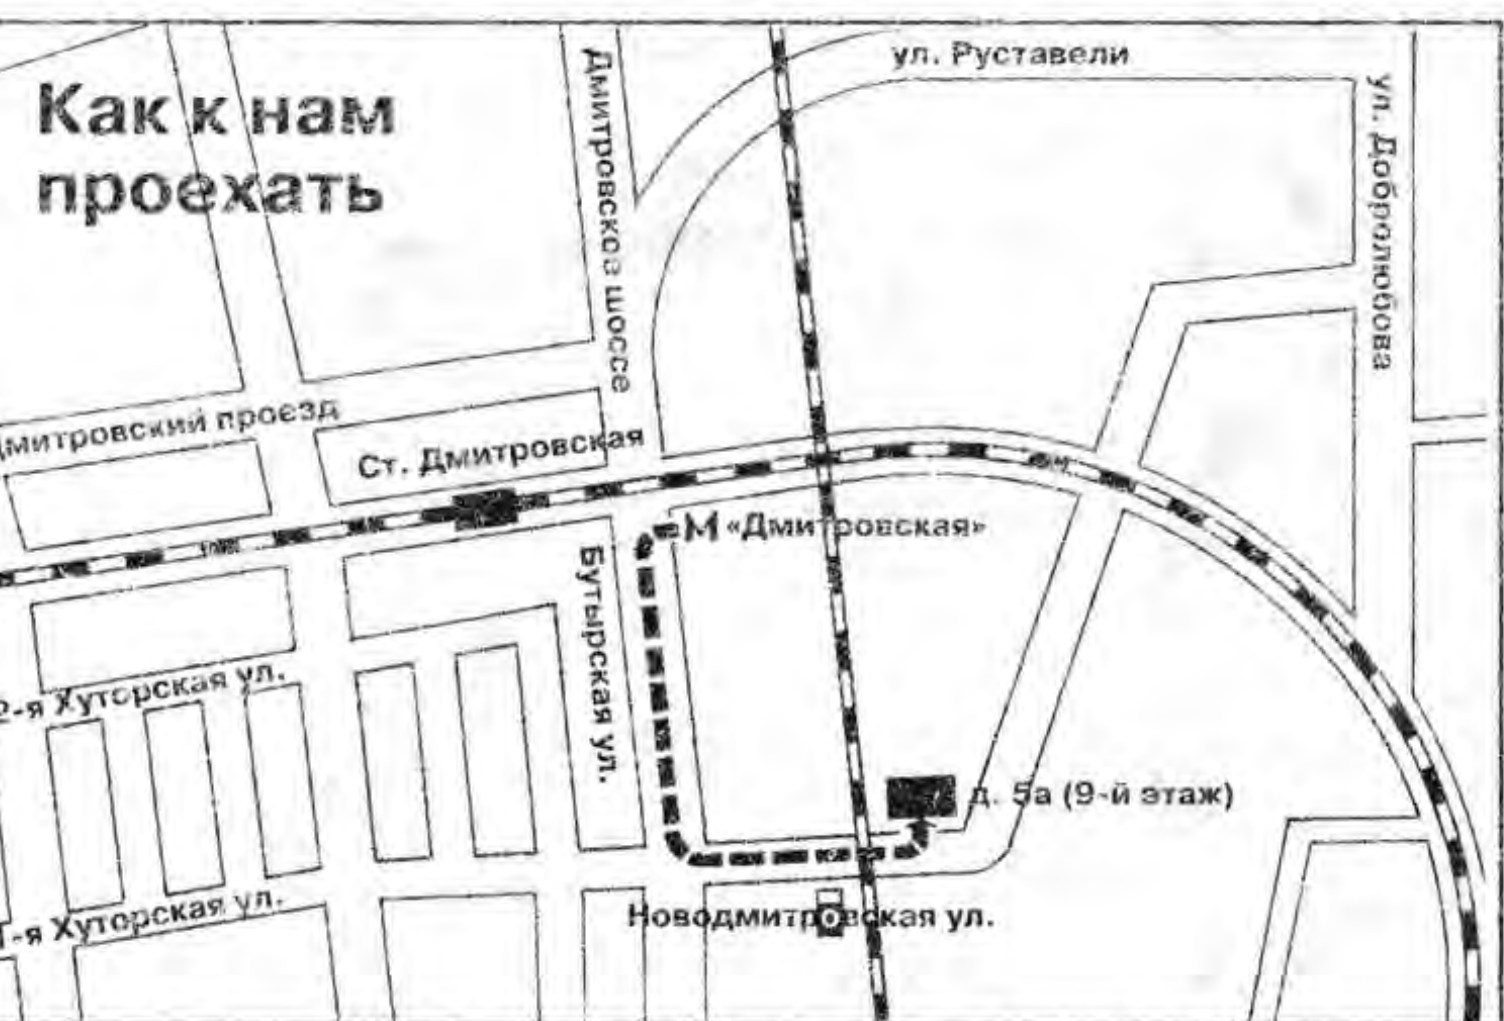 Как к нам
проехать
ул. Руставели
ул. Добролюбова
Дмитровское шоссе
Дмитровский проезд
Ст. Дмитровская
М «Дмитровская»
Бутырская ул.
2-я Хуторская ул.
д. 5а (9-й этаж)
1-я Хуторская ул.
Новодмитровская ул.